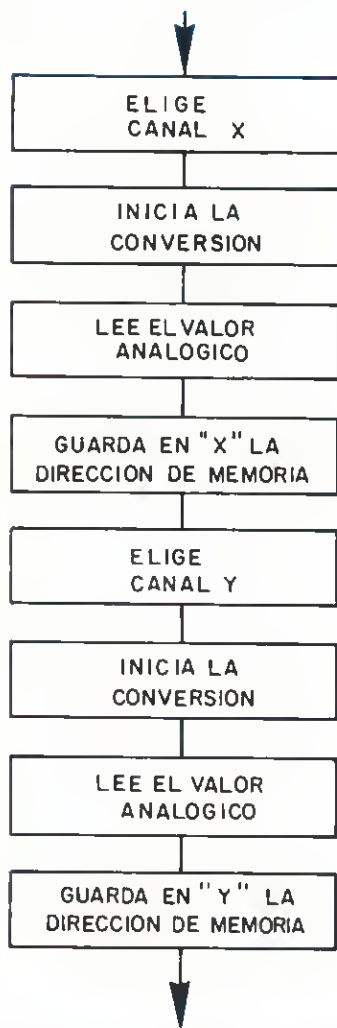 ELIGE
CANAL X
INICIA LA
CONVERSION
LEE EL VALOR
ANALOGICO
GUARDA EN "X" LA
DIRECCION DE MEMORIA
ELIGE
CANAL Y
INICIA LA
CONVERSION
LEE EL VALOR
ANALOGICO
GUARDA EN "Y" LA
DIRECCION DE MEMORIA